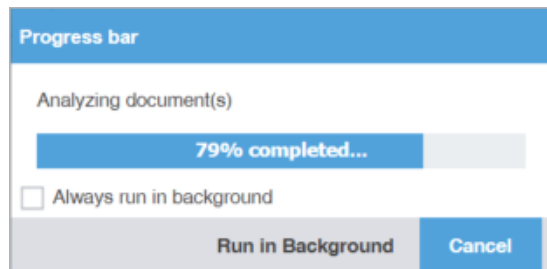 Progress bar
Analyzing document(s)
79% completed...
Always run in background
Run in Background Cancel